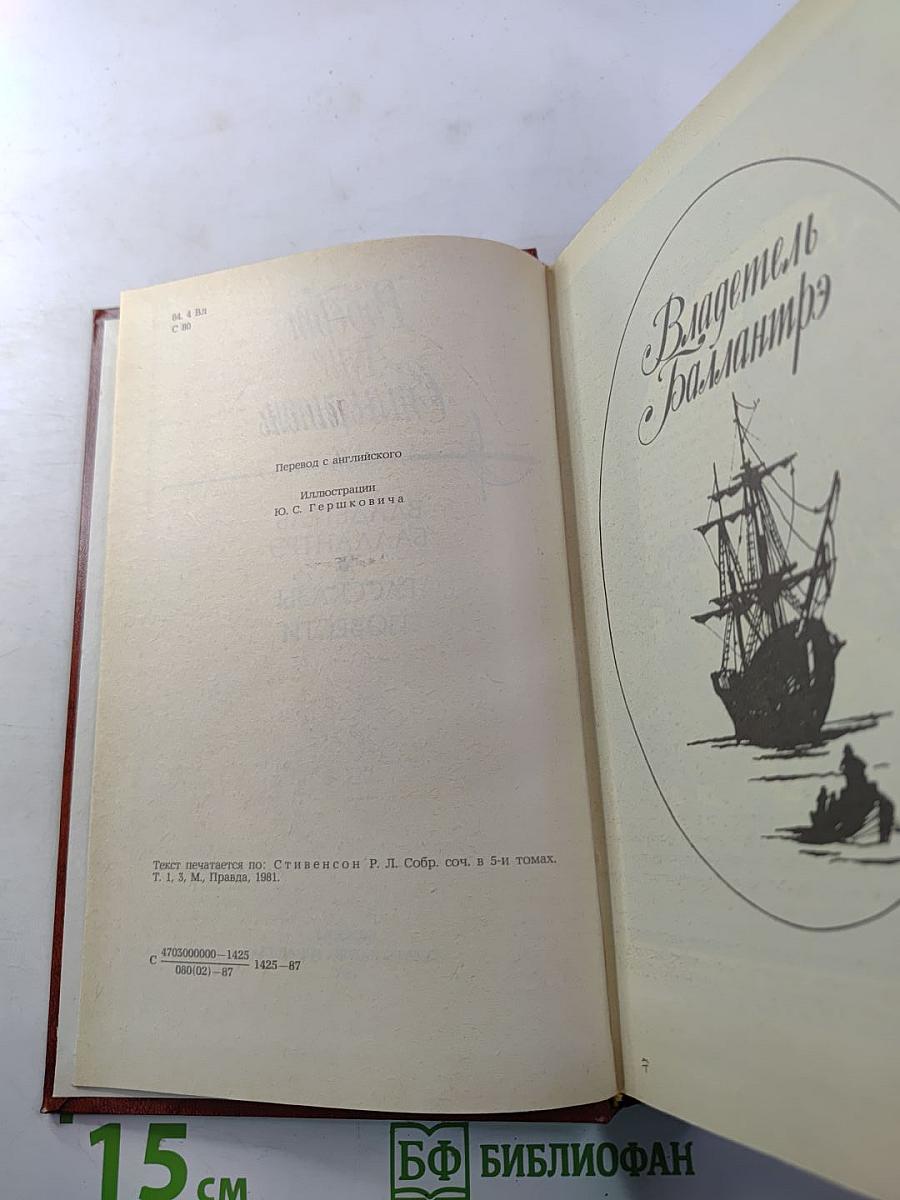 84. 4 Вл
С 80
Перевод с английского
Иллюстрации
Ю. С. Гершковича
Текст печатается по: Стивенсон Р. Л. Собр. соч. в 5-и томах.
Т. 1, 3, М., Правда, 1981.
С 4703000000—1425
080(02)—87
1425—87
Владетель
Баллантрэ
15 см
БФ БИБЛИОФАН